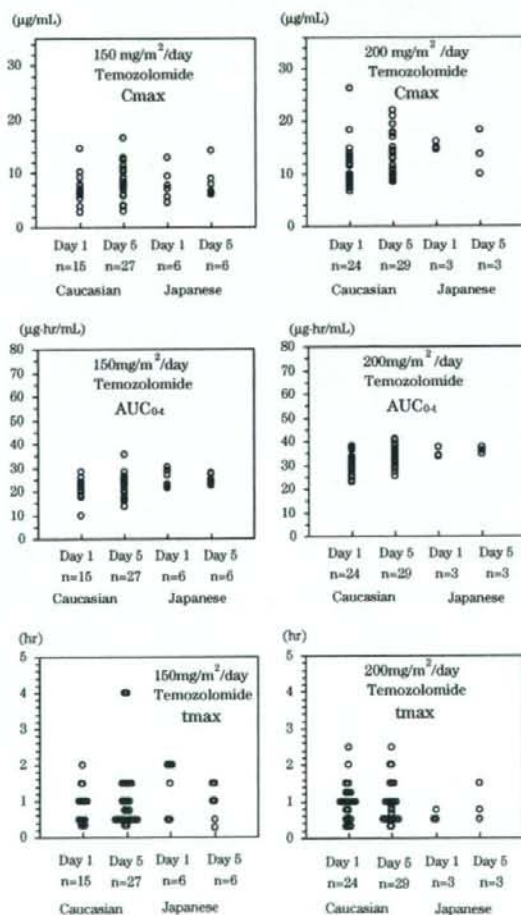 (µg/mL)
30
20
10
0
150 mg/m²/day
Temozolomide
Cmax
Day 1 Day 5 Day 1 Day 5
n=15 n=27 n=6 n=6
Caucasian Japanese
(µg/mL)
30
20
10
0
200 mg/m²/day
Temozolomide
Cmax
Day 1 Day 5 Day 1 Day 5
n=24 n=29 n=3 n=3
Caucasian Japanese
(µg·hr/mL)
80
70
60
50
40
30
20
10
0
150mg/m²/day
Temozolomide
AUC0-t
Day 1 Day 5 Day 1 Day 5
n=15 n=27 n=6 n=6
Caucasian Japanese
(µg·hr/mL)
80
70
60
50
40
30
20
10
0
200mg/m²/day
Temozolomide
AUC0-t
Day 1 Day 5 Day 1 Day 5
n=24 n=29 n=3 n=3
Caucasian Japanese
(hr)
5
4
3
2
1
0
150mg/m²/day
Temozolomide
tmax
Day 1 Day 5 Day 1 Day 5
n=15 n=27 n=6 n=6
Caucasian Japanese
(hr)
5
4
3
2
1
0
200mg/m²/day
Temozolomide
tmax
Day 1 Day 5 Day 1 Day 5
n=24 n=29 n=3 n=3
Caucasian Japanese